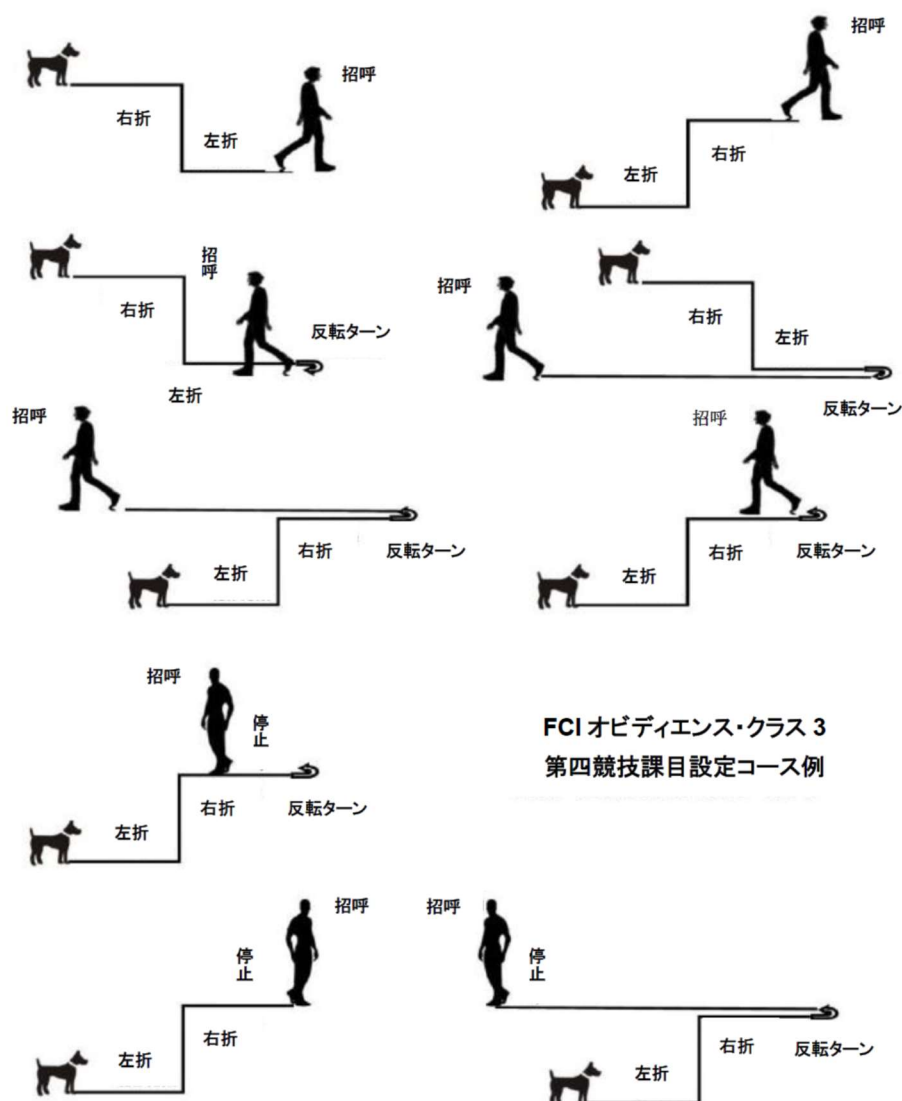 招呼
右折
左折
招呼
左折
右折
招呼
右折
反転ターン
左折
招呼
右折
左折
反転ターン
招呼
左折
右折
反転ターン
招呼
左折
右折
反転ターン
招呼
停止
左折
右折
反転ターン
FCI オビディエンス・クラス 3
第四競技課目設定コース例
招呼
停止
左折
右折
招呼
停止
左折
右折
反転ターン